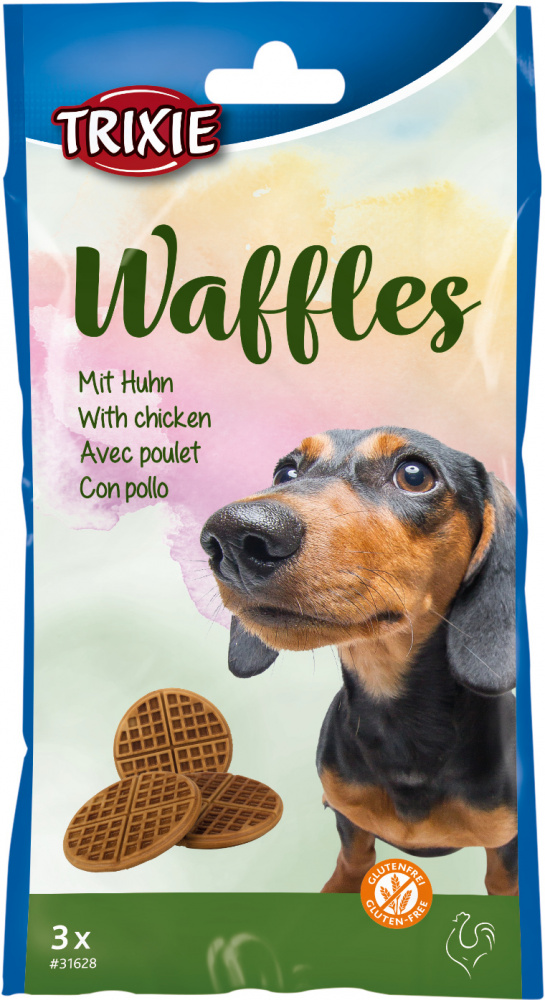 TRIXIE
Waffles
Mit Huhn
With chicken
Avec poulet
Con pollo
GLUTENFREI
GLUTEN-FREE
3 x
#31628